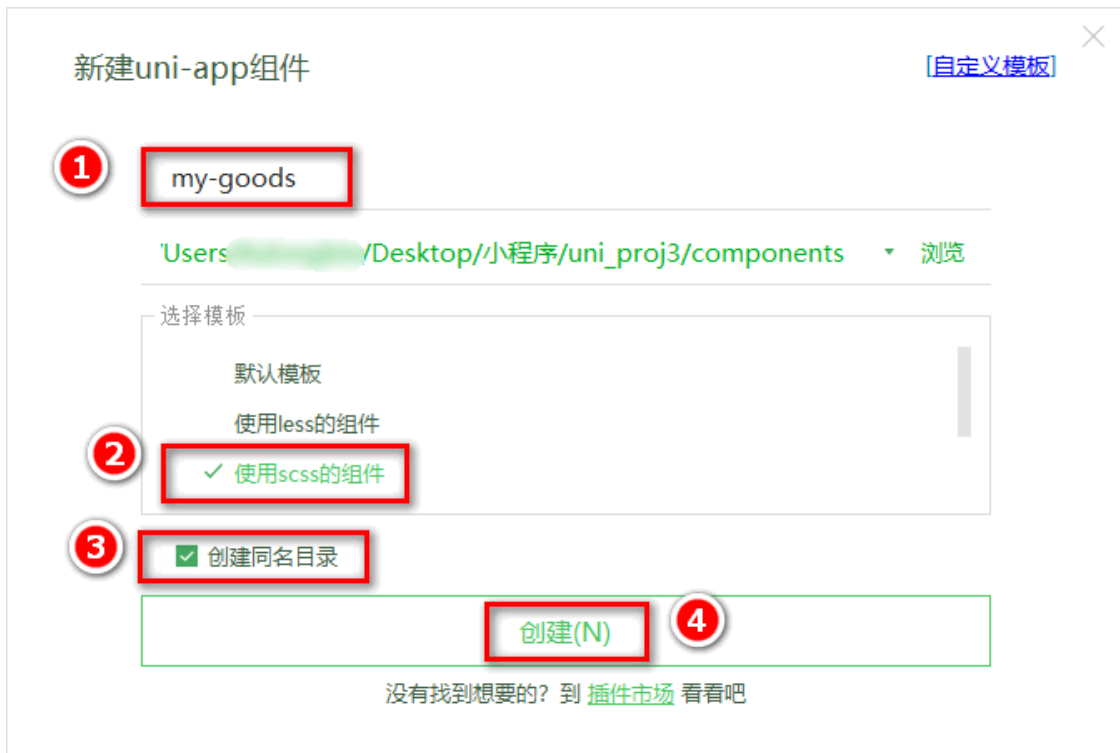 新建uni-app组件 [自定义模板]
1 my-goods
'Users /Desktop/小程序/uni_proj3/components 浏览
选择模板
默认模板
使用less的组件
2 使用scss的组件
3 创建同名目录
创建(N) 4
没有找到想要的？到 插件市场 看看吧